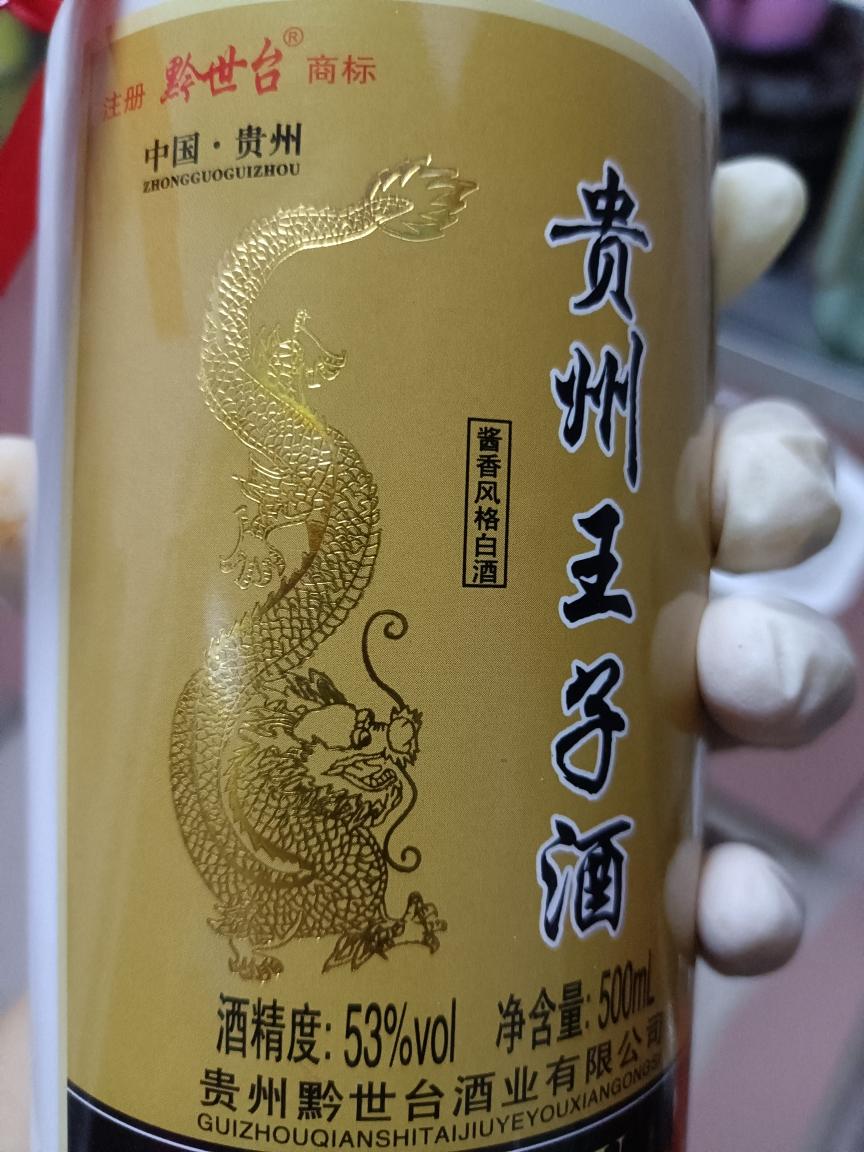 注册 黔世台® 商标
中国·贵州
ZHONGGUOGUIZHOU
贵州王子酒
酱香风格白酒
酒精度: 53%vol 净含量: 500mL
贵州黔世台酒业有限公司
GUIZHOUQIANSHITAIJIUYEYOUXIANGONGSI